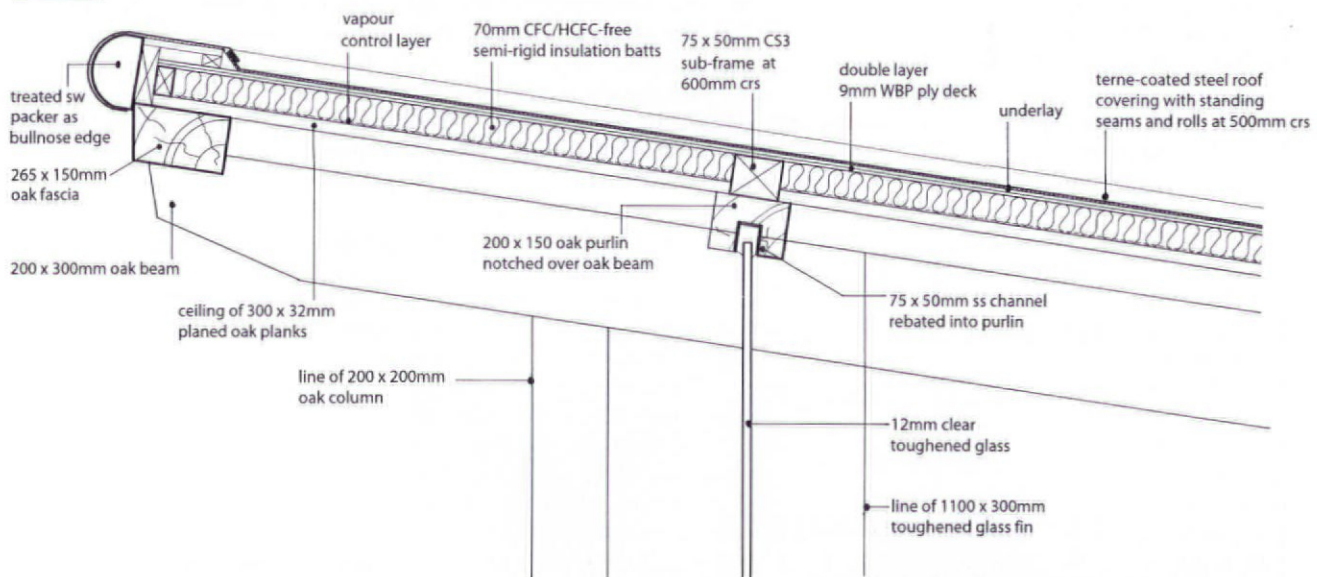 vapour
control layer
70mm CFC/HCFC-free
semi-rigid insulation batts
75 x 50mm CS3
sub-frame at
600mm crs
double layer
9mm WBP ply deck
underlay
terne-coated steel roof
covering with standing
seams and rolls at 500mm crs
treated sw
packer as
bullnose edge
265 x 150mm
oak fascia
200 x 300mm oak beam
ceiling of 300 x 32mm
planed oak planks
200 x 150 oak purlin
notched over oak beam
75 x 50mm ss channel
rebated into purlin
line of 200 x 200mm
oak column
12mm clear
toughened glass
line of 1100 x 300mm
toughened glass fin